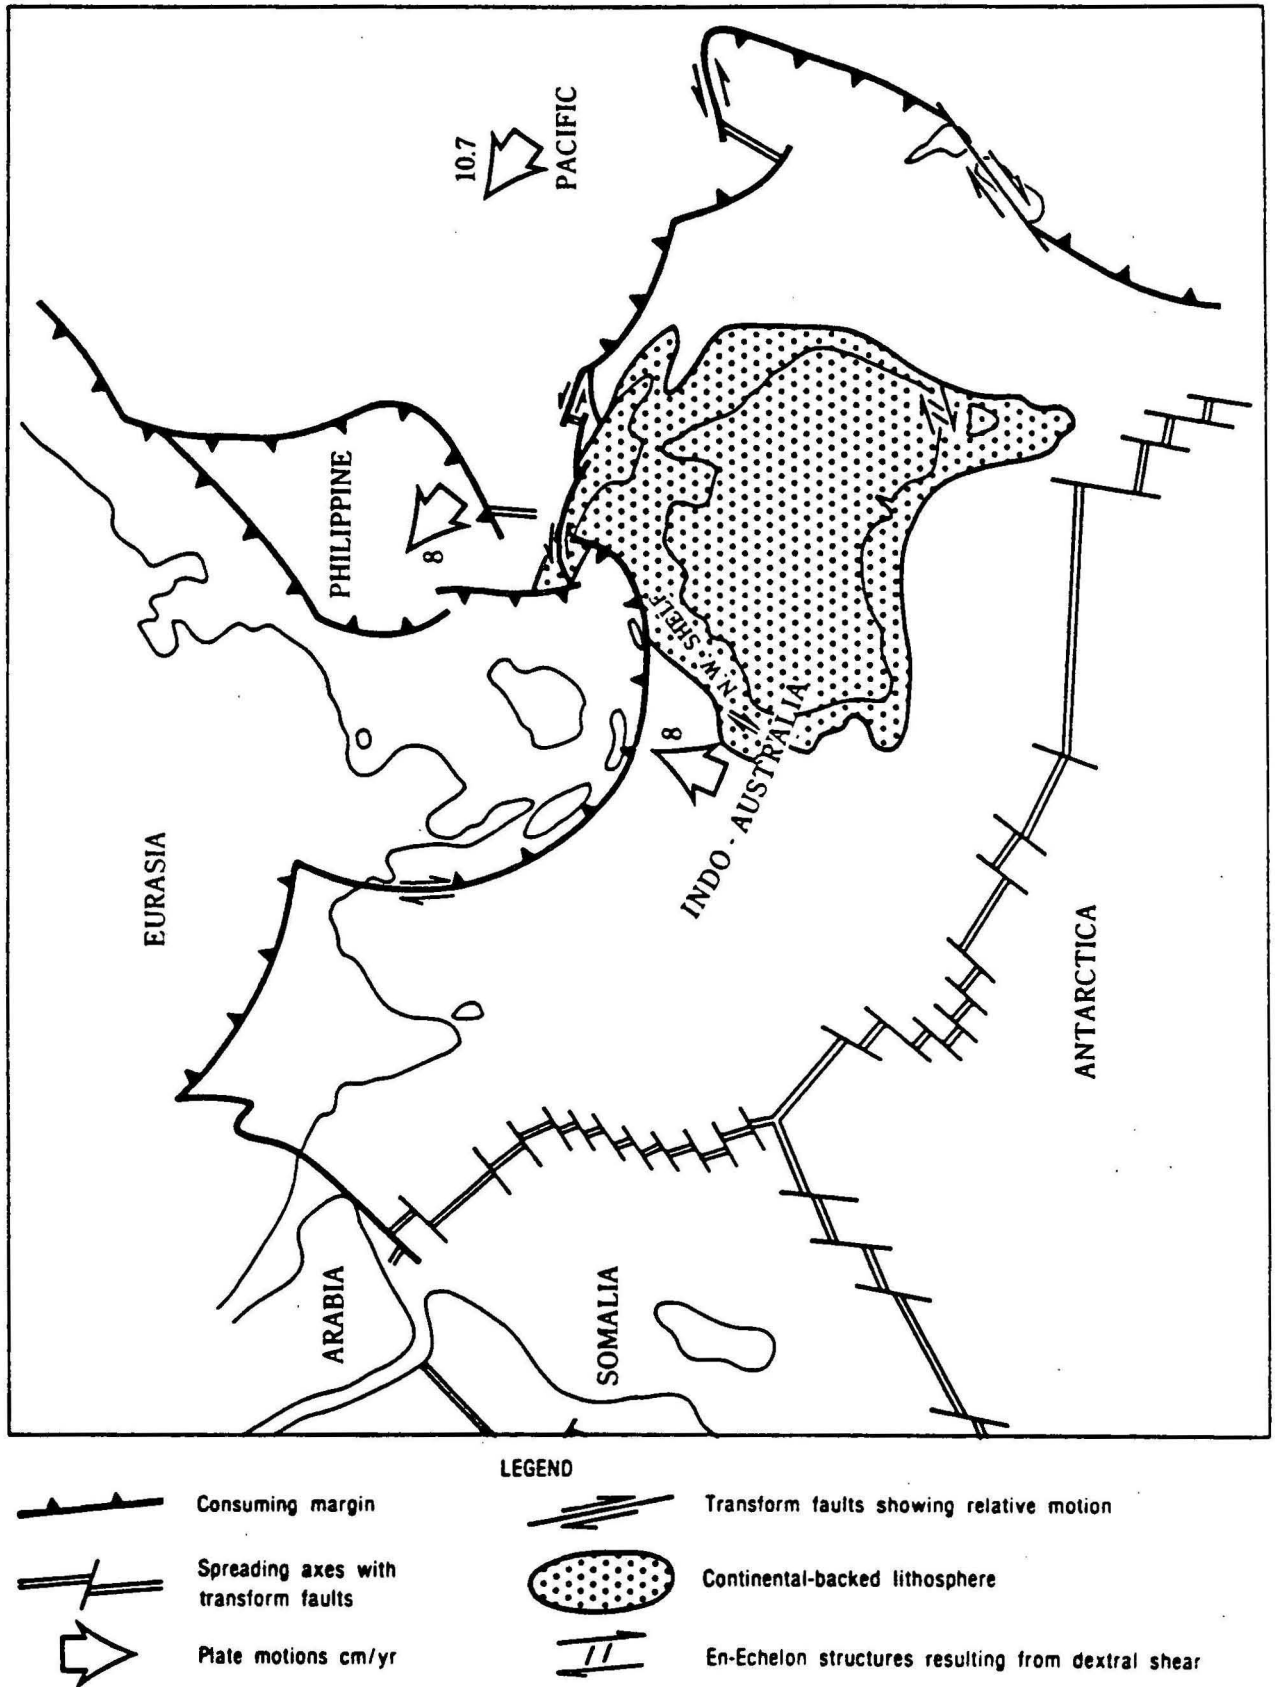 10.7
PACIFIC
PHILIPPINE
8
N.W. SHELF
8
INDO - AUSTRALIA
EURASIA
ANTARCTICA
ARABIA
SOMALIA
LEGEND
Consuming margin
Spreading axes with
transform faults
Plate motions cm/yr
Transform faults showing relative motion
Continental-backed lithosphere
En-Echelon structures resulting from dextral shear